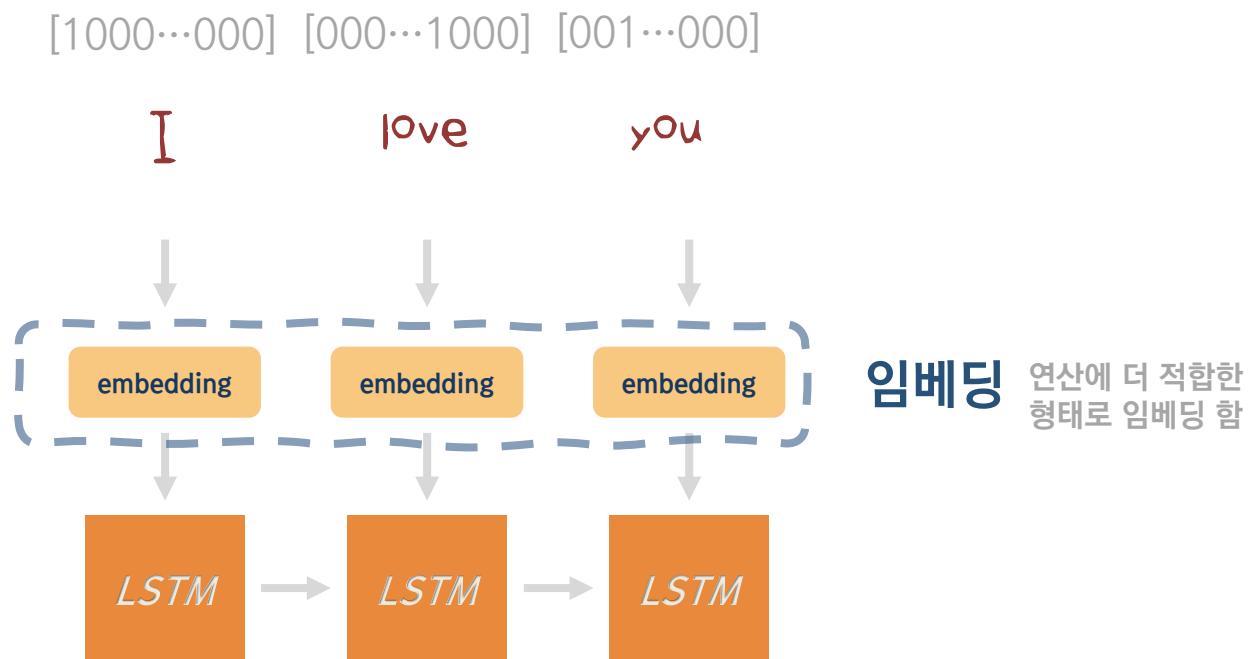 [1000…000] [000…1000] [001…000]
I love you
embedding embedding embedding
임베딩
연산에 더 적합한
형태로 임베딩 함
LSTM LSTM LSTM